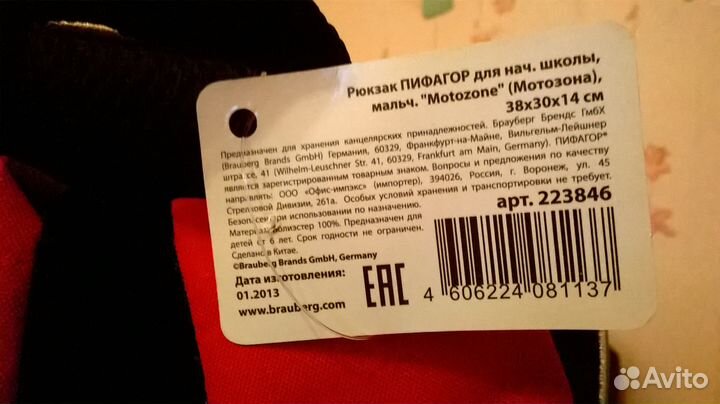 Рюкзак ПИФАГОР для нач. школы,
мальч. "Motozone" (Мотозона),
38х30х14 см
Предназначен для хранения канцелярских принадлежностей. Брауберг Брендс ГмбХ
(Brauberg Brands GmbH) Германия, 60329, Франкфурт-на-Майне, Вильгельм-Лейшнер
штрассе, 41 (Wilhelm-Leuschner Str. 41, 60329, Frankfurt am Main, Germany). ПИФАГОР®
является зарегистрированным товарным знаком. Вопросы и предложения по качеству
направлять: ООО «Офис-импэкс» (импортер), 394026, Россия, г. Воронеж, ул. 45
Стрелковой Дивизии, 261а. Особых условий хранения и транспортировки не требует.
Безопасен при использовании по назначению.
Материал: полиэстер 100%. Предназначен для
детей от 6 лет. Срок годности не ограничен.
Сделано в Китае.
©Brauberg Brands GmbH, Germany
Дата изготовления:
01.2013
www.brauberg.com
EAC
арт. 223846
4 606224 081137
Avito